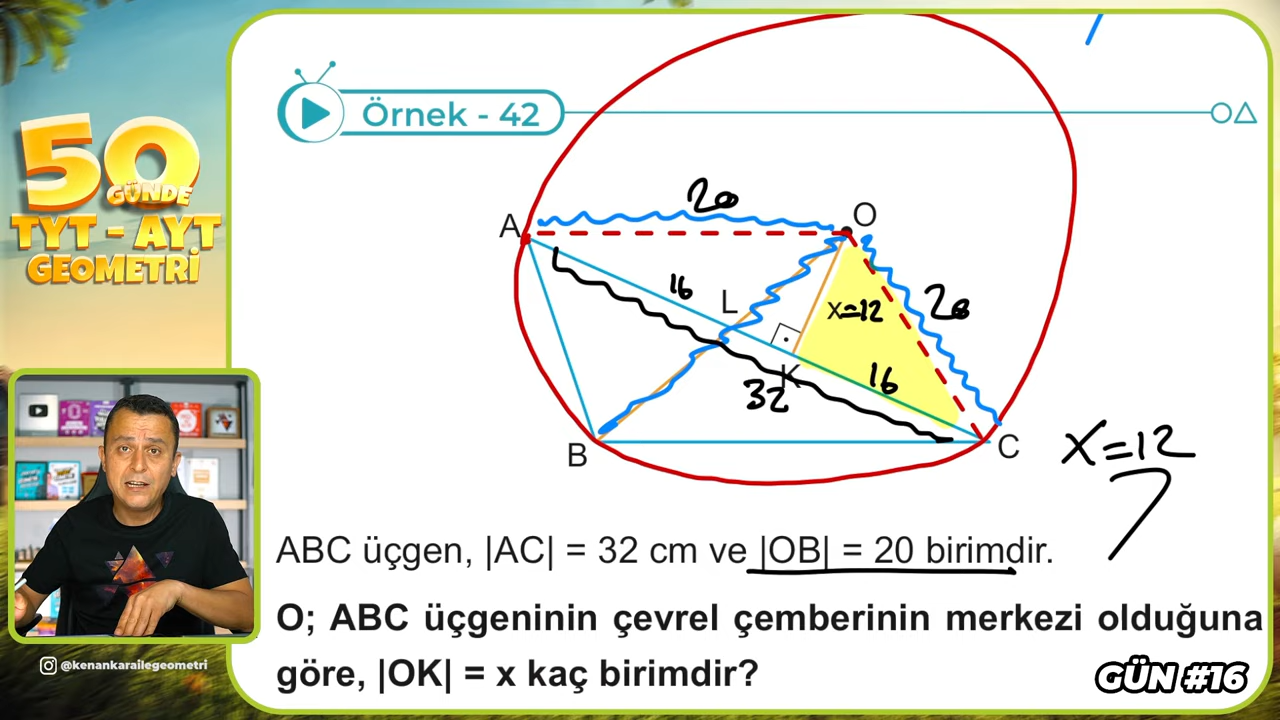 50
GÜNDE
TYT - AYT
GEOMETRİ
Örnek - 42
20
A
O
16
L
x=12
20
K
16
32
B
C
x=12
ABC üçgen, |AC| = 32 cm ve |OB| = 20 birimdir.
O; ABC üçgeninin çevrel çemberinin merkezi olduğuna
göre, |OK| = x kaç birimdir?
@kenankarailegeometri
GÜN #16